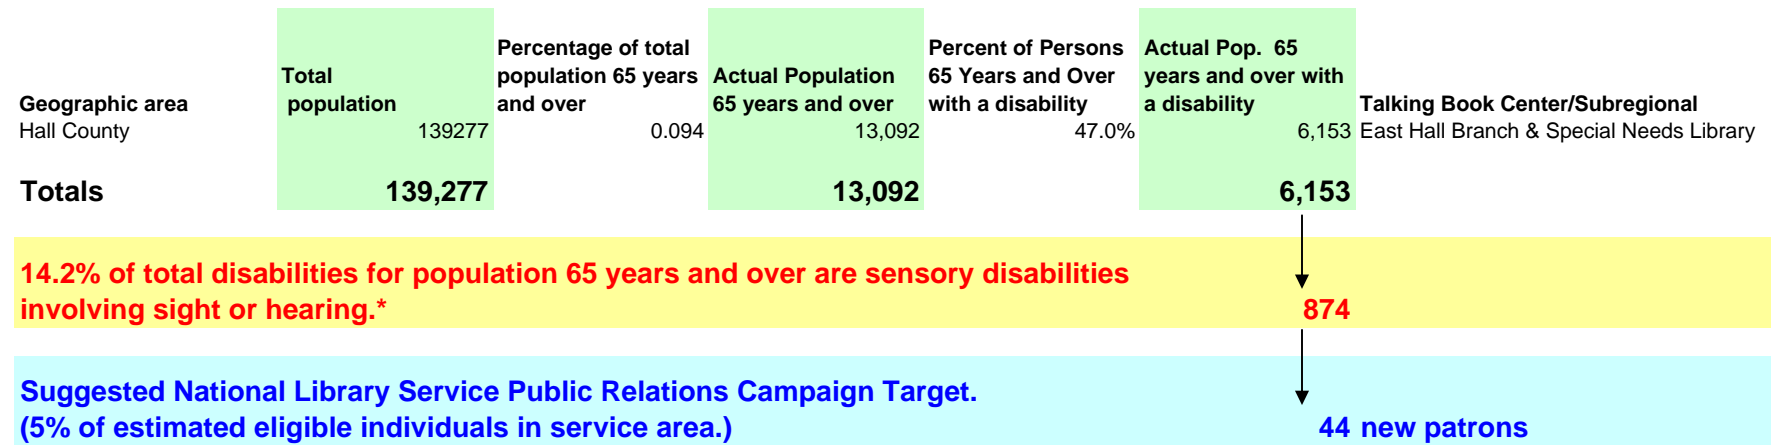 Percentage of total Percent of Persons Actual Pop. 65
Total population 65 years Actual Population 65 Years and Over years and over with
Geographic area population and over 65 years and over with a disability a disability Talking Book Center/Subregional
Hall County 139277 0.094 13,092 47.0% 6,153 East Hall Branch & Special Needs Library
Totals 139,277 13,092 6,153
14.2% of total disabilities for population 65 years and over are sensory disabilities
involving sight or hearing.* 874
Suggested National Library Service Public Relations Campaign Target.
(5% of estimated eligible individuals in service area.) 44 new patrons